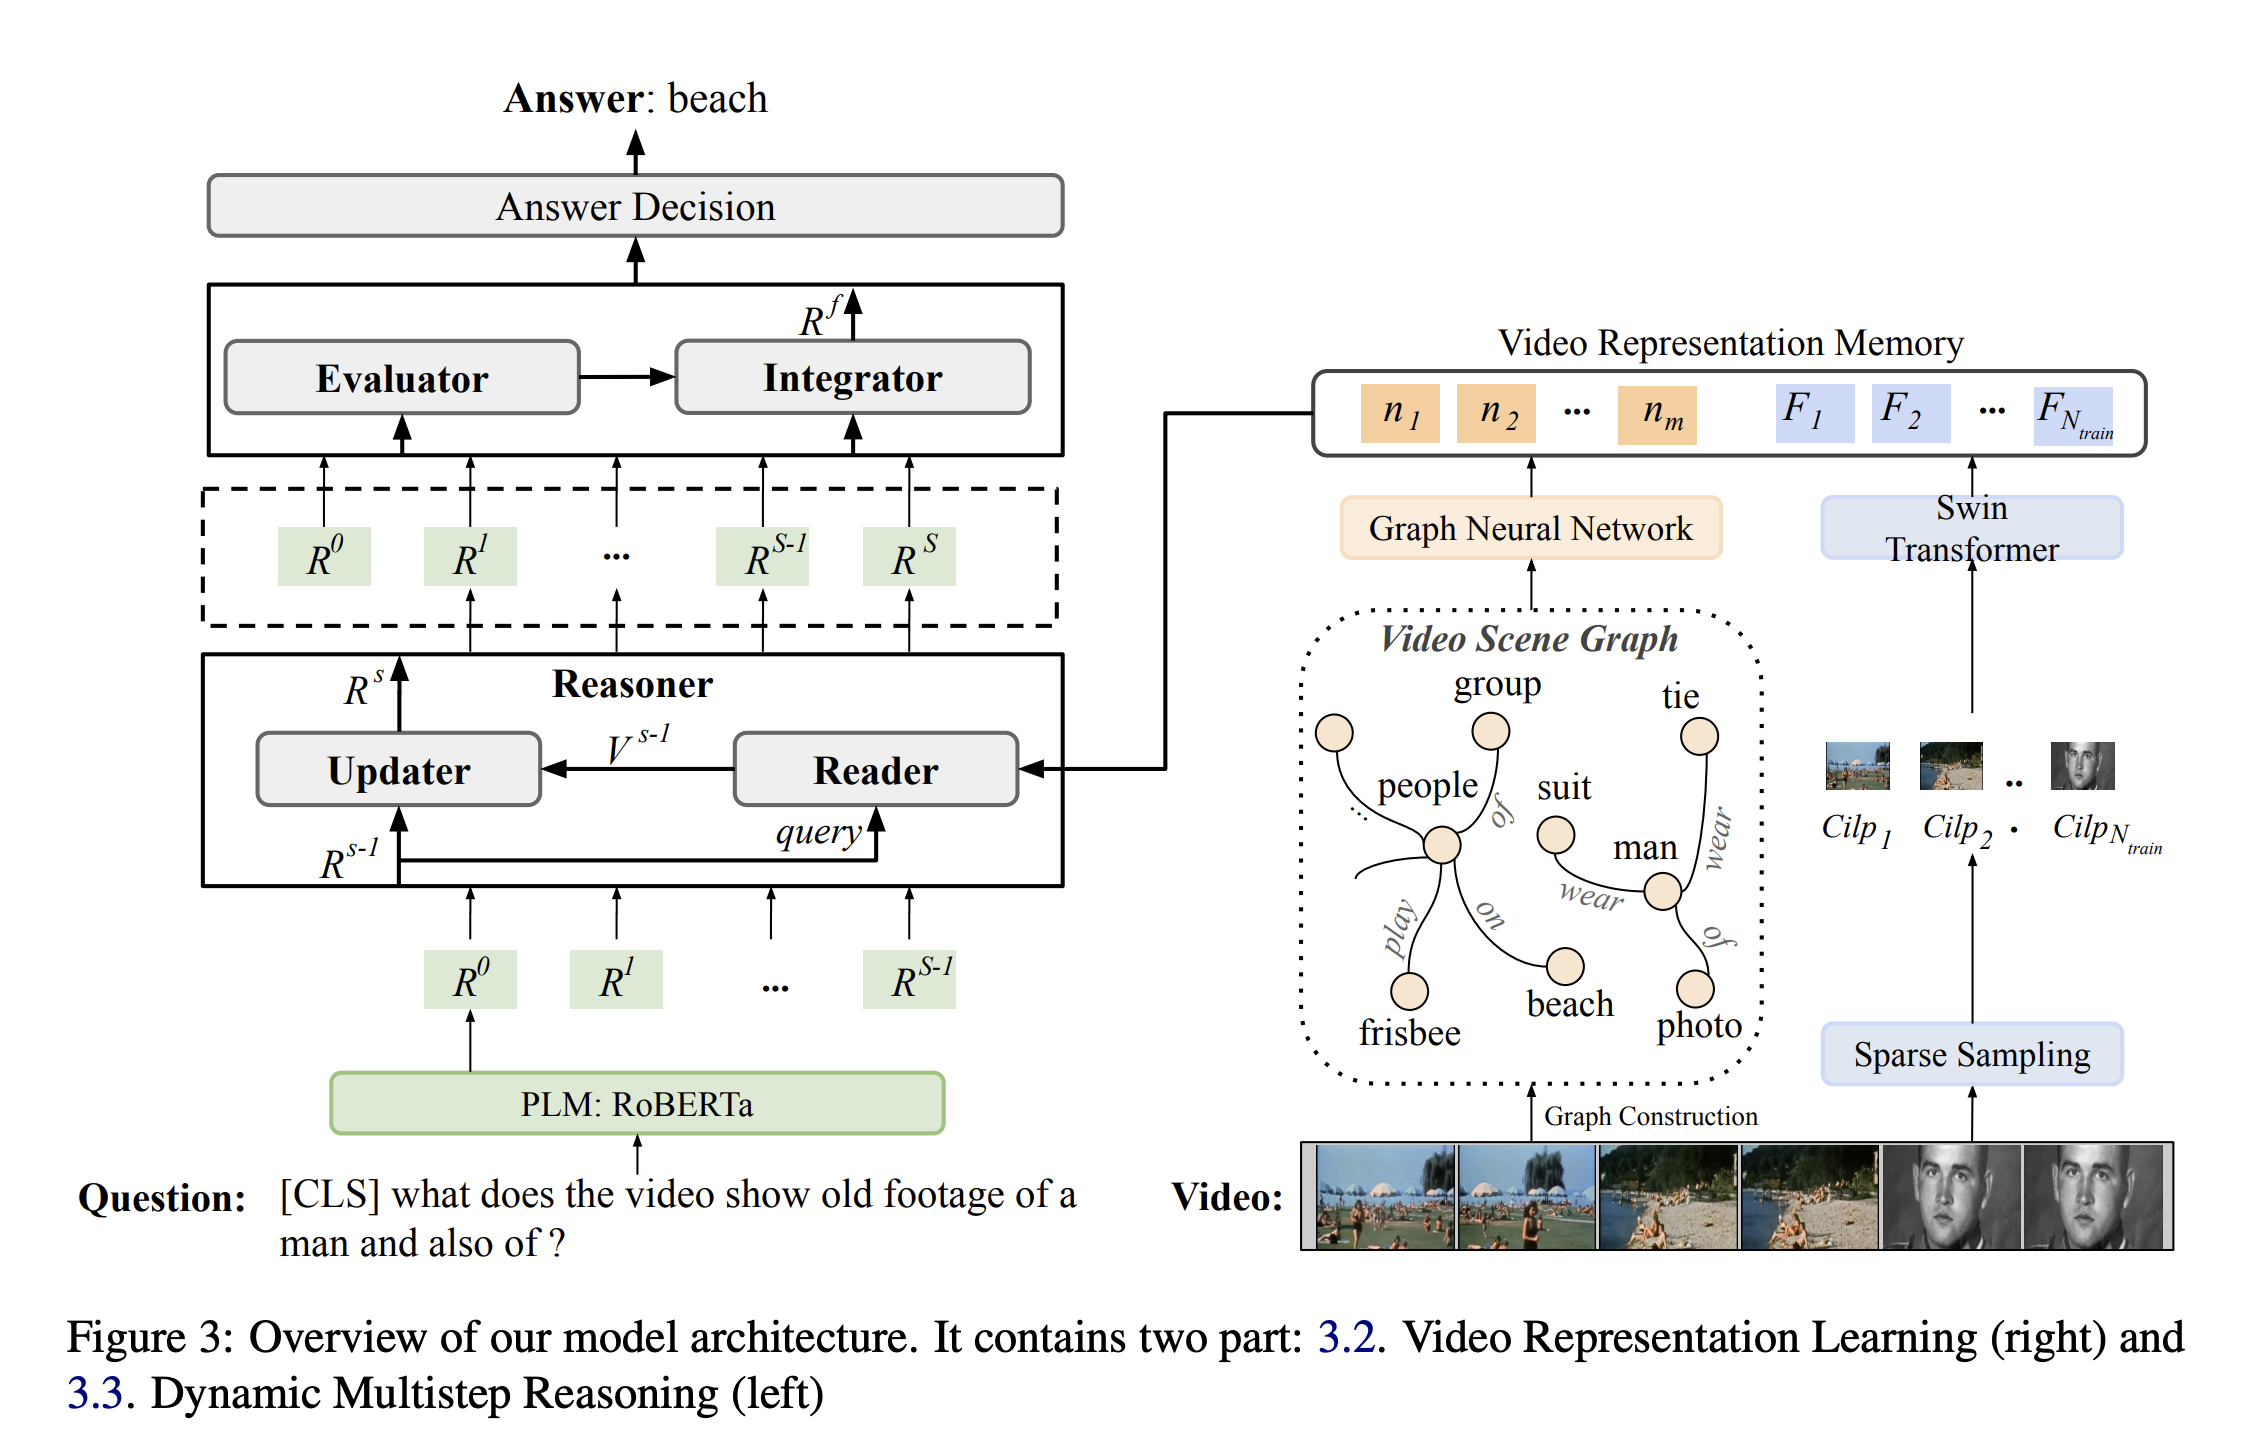 Answer: beach
Answer Decision
R^f
Evaluator
Integrator
R^0 R^1 ... R^{S-1} R^S
R^s
Reasoner
Updater
V^{s-1}
Reader
R^{s-1}
query
R^0 R^1 ... R^{S-1}
PLM: RoBERTa
Question: [CLS] what does the video show old footage of a
man and also of ?
Video Representation Memory
n_1 n_2 ... n_m F_1 F_2 ... F_{N_{train}}
Graph Neural Network
Swin
Transformer
Video Scene Graph
group
tie
people
of
suit
...
man
wear
wear
play
on
of
beach
frisbee
photo
Cilp_1 Cilp_2 ... Cilp_{N_{train}}
Sparse Sampling
Graph Construction
Video:
Figure 3: Overview of our model architecture. It contains two part: 3.2. Video Representation Learning (right) and
3.3. Dynamic Multistep Reasoning (left)